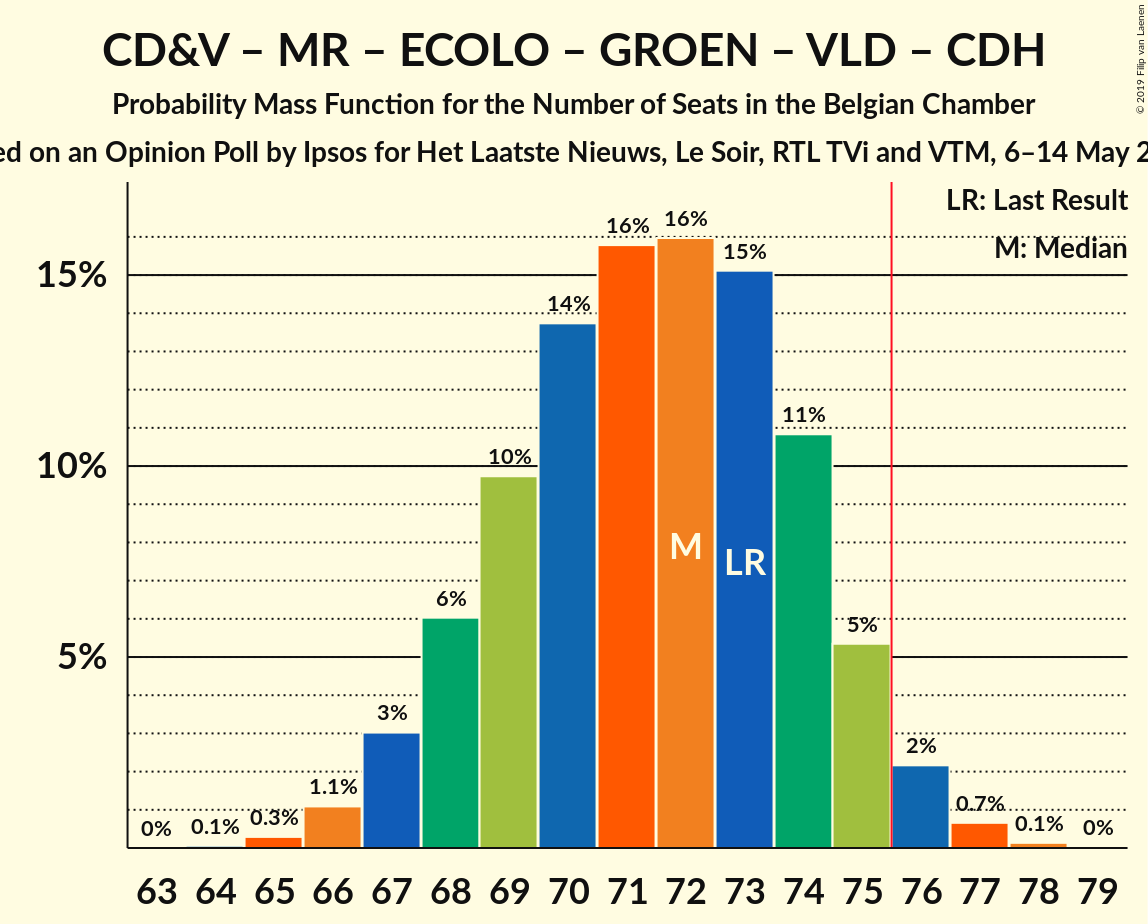 CD&V – MR – ECOLO – GROEN – VLD – CDH
Probability Mass Function for the Number of Seats in the Belgian Chamber
on an Opinion Poll by Ipsos for Het Laatste Nieuws, Le Soir, RTL TVi and VTM, 6–14 May
© 2019 Filip van Laenen
LR: Last Result
M: Median
15%
10%
5%
0% 0.1% 0.3% 1.1% 3% 6% 10% 14% 16% 16% 15% 11% 5% 2% 0.7% 0.1% 0%
M LR
63 64 65 66 67 68 69 70 71 72 73 74 75 76 77 78 79